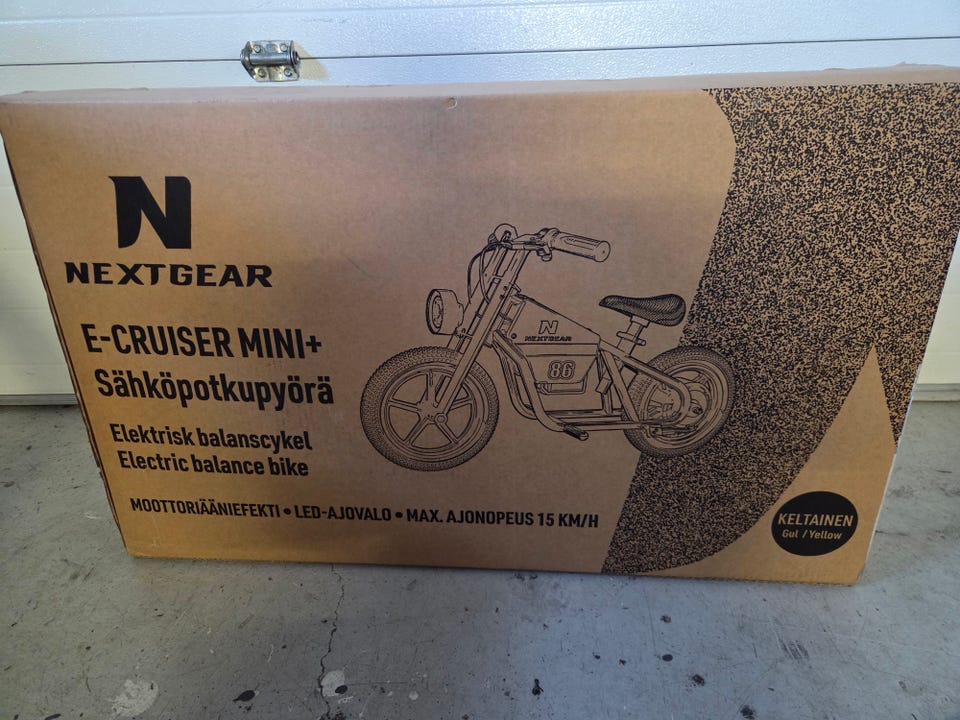 N
NEXTGEAR
E-CRUISER MINI+
Sähköpotkupyörä
Elektrisk balanscykel
Electric balance bike
MOOTTORIÄÄNIEFEKTI • LED-AJOVALO • MAX. AJONOPEUS 15 KM/H
N
NEXTGEAR
86
KELTAINEN
Gul / Yellow